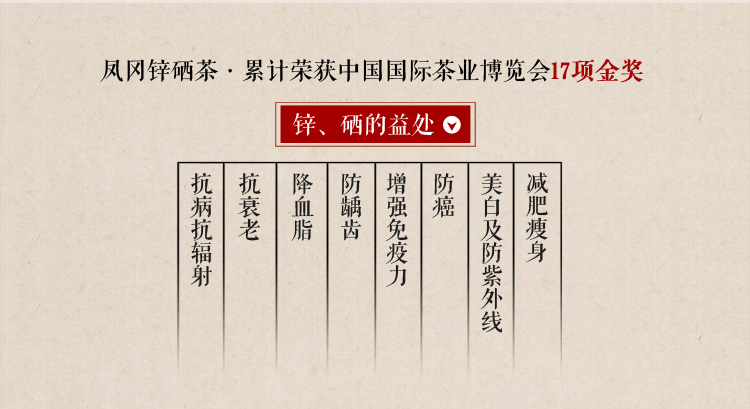 凤冈锌硒茶·累计荣获中国国际茶业博览会17项金奖
锌、硒的益处
抗病抗辐射
抗衰老
降血脂
防龋齿
增强免疫力
防癌
美白及防紫外线
减肥瘦身